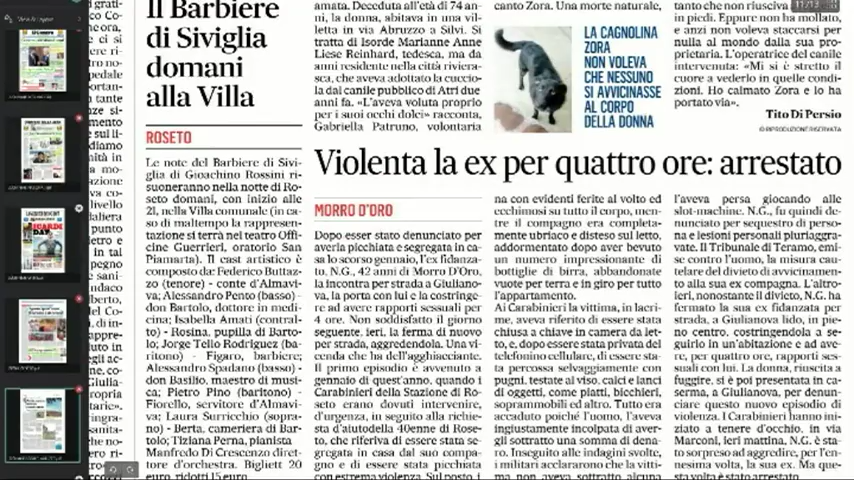 Il Barbiere
di Siviglia
domani
alla Villa
ROSETO
Le note del Barbiere di Sivi-
glia di Gioachino Rossini ri-
suoneranno nella notte di Ro-
seto domani, con inizio alle
21, nella Villa comunale (in ca-
so di maltempo la rappresen-
tazione si terrà nel teatro Offi-
cine Guerrieri, oratorio San
Piamarta). Il cast artistico è
composto da: Federico Buttaz-
zo (tenore) - conte d'Almavi-
va; Alessandro Pento (basso) -
don Bartolo, dottore in medi-
cina; Isabella Amati (contral-
to) - Rosina, pupilla di Barto-
lo; Jorge Tello Rodriguez (ba-
ritono) - Figaro, barbiere;
Alessandro Spadano (basso) -
don Basilio, maestro di musi-
ca; Pietro Pino (baritono) -
Fiorello, servitore d'Almavi-
va; Laura Surricchio (sopra-
no) - Berta, cameriera di Bar-
tolo; Tiziana Perna, pianista
Manfredo Di Crescenzo diret-
tore d'orchestra. Biglietti 20
euro, ridotti 15 euro
amata. Deceduta all'età di 74 an-
ni, la donna, abitava in una vil-
letta in via Abruzzo a Silvi. Si
tratta di Isorde Marianne Anne
Liese Reinhard, tedesca, ma da
anni residente nella città riviera-
sca, che aveva adottato la cuccio-
la dal canile pubblico di Atri due
anni fa. «L'aveva voluta proprio
per i suoi occhi dolci» racconta,
Gabriella Patruno, volontaria
canto Zora. Una morte naturale,
LA CAGNOLINA
ZORA
NON VOLEVA
CHE NESSUNO
SI AVVICINASSE
AL CORPO
DELLA DONNA
tanto che non riusciva
in piedi. Eppure non ha mollato,
e anzi non voleva staccarsi per
nulla al mondo dalla sua pro-
prietaria. L'operatrice del canile
intervenuta: «Mi si è stretto il
cuore a vederlo in quelle condi-
zioni. Ho calmato Zora e lo ho
portato via».
Tito Di Persio
© RIPRODUZIONE RISERVATA
Violenta la ex per quattro ore: arrestato
MORRO D'ORO
Dopo esser stato denunciato per
averla picchiata e segregata in ca-
sa lo scorso gennaio, l'ex fidanza-
to, N.G., 42 anni di Morro D'Oro,
la incontra per strada a Giuliano-
va, la porta con lui e la costringe-
re ad avere rapporti sessuali per
4 ore. Non soddisfatto il giorno
seguente, ieri, la ferma di nuovo
per strada, aggredendola. Una vi-
cenda che ha dell'agghiacciante.
Il primo episodio è avvenuto a
gennaio di quest'anno, quando i
Carabinieri della Stazione di Ro-
seto erano dovuti intervenire,
d'urgenza, in seguito alla richie-
sta d'aiuto della 40enne di Rose-
to, che riferiva di essere stata se-
gregata in casa dal suo compa-
gno e di essere stata picchiata
con estrema violenza. Sul posto, i
na con evidenti ferite al volto ed
ecchimosi su tutto il corpo, men-
tre il compagno era completa-
mente ubriaco e disteso sul letto,
addormentato dopo aver bevuto
un numero impressionante di
bottiglie di birra, abbandonate
vuote per terra e in giro per tutto
l'appartamento.
Ai Carabinieri la vittima, in lacri-
me, aveva riferito di essere stata
chiusa a chiave in camera da let-
to, e, dopo essere stata privata del
telefonino cellulare, di essere sta-
ta percossa selvaggiamente con
pugni, testate al viso, calci e lanci
di oggetti, come piatti, bicchieri,
soprammobili ed altro. Tutto era
accaduto poiché l'uomo, l'aveva
ingiustamente incolpata di aver-
gli sottratto una somma di dena-
ro. Inseguito alle indagini svolte,
i militari acclararono che la vitti-
ma non aveva sottratto alcuna
l'aveva persa giocando alle
slot-machine. N.G., fu quindi de-
nunciato per sequestro di perso-
na e lesioni personali pluriaggra-
vate. Il Tribunale di Teramo, emi-
se contro l'uomo, la misura cau-
telare del divieto di avvicinamen-
to alla sua ex compagna. L'altro-
ieri, nonostante il divieto, N.G. ha
fermato la sua ex fidanzata per
strada, a Giulianova lido, in pie-
no centro, costringendola a se-
guirlo in un'abitazione e ad ave-
re, per quattro ore, rapporti ses-
suali con lui. La donna, riuscita a
fuggire, si è poi presentata in ca-
serma, a Giulianova, per denun-
ciare questo nuovo episodio di
violenza. I Carabinieri hanno ini-
ziato a tenere d'occhio, in via
Marconi, ieri mattina, N.G. è sta-
to sorpreso ad aggredire, per l'en-
nesima volta, la sua ex. Ma que-
sta volta è stato arrestato